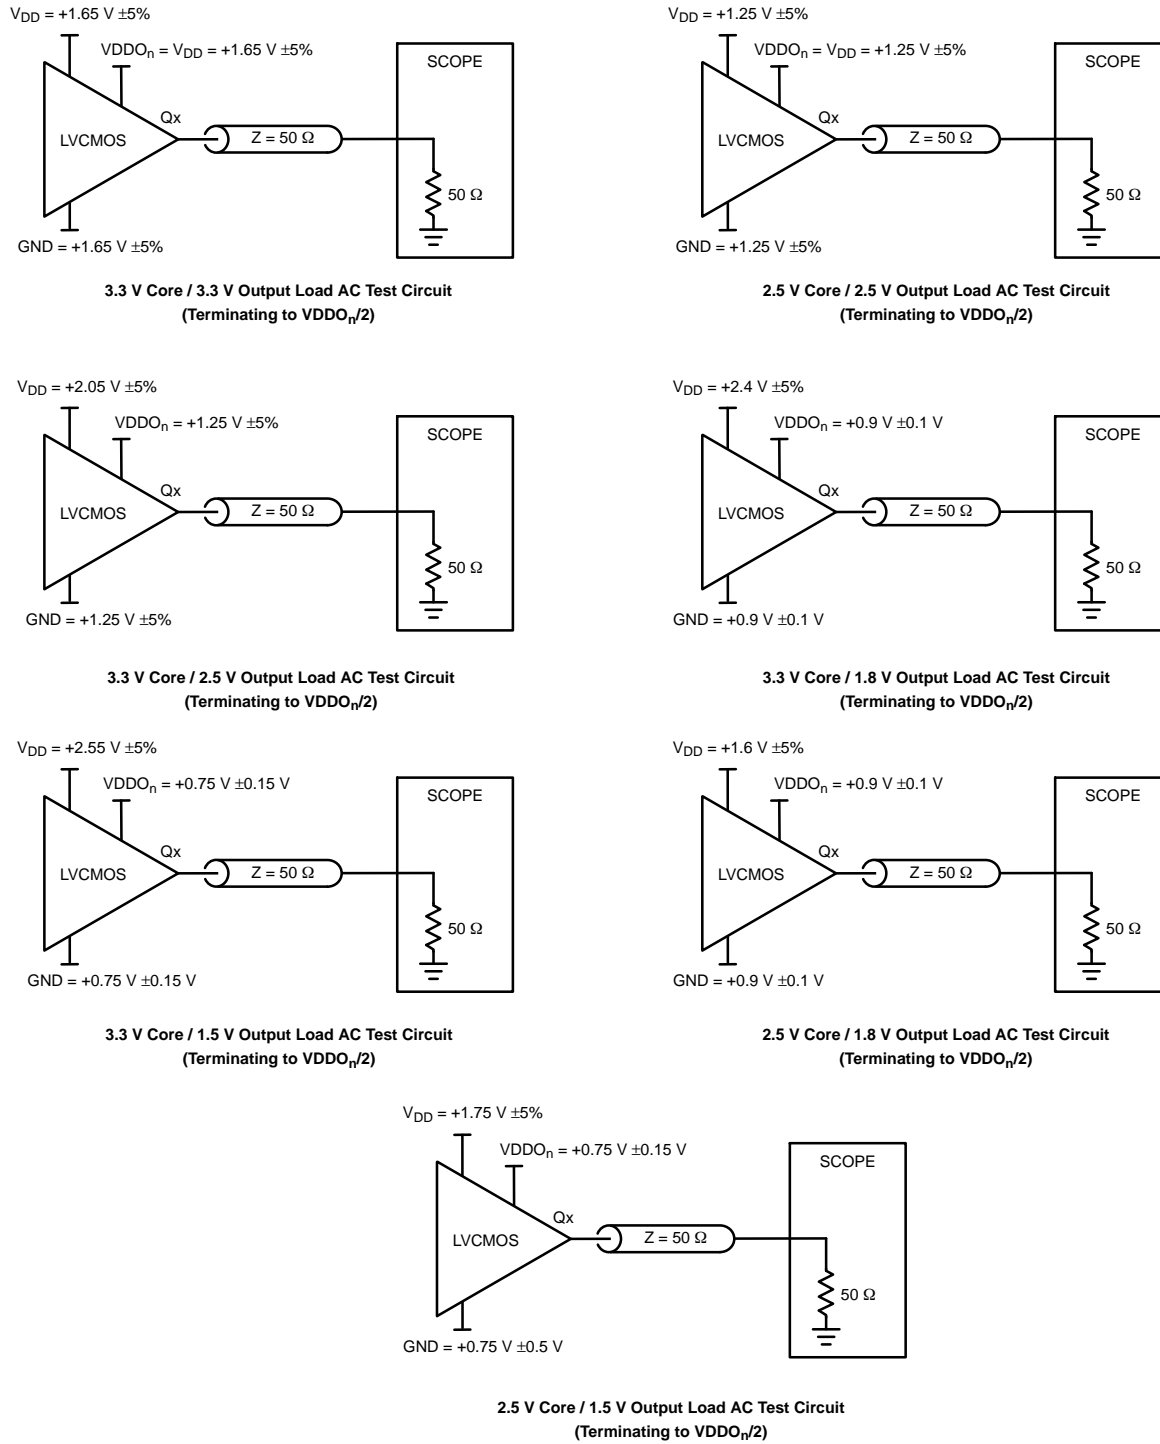 V_DD = +1.65 V ±5%
VDDO_n = V_DD = +1.65 V ±5%
SCOPE
Qx
LVCMOS
Z = 50 Ω
50 Ω
GND = +1.65 V ±5%
3.3 V Core / 3.3 V Output Load AC Test Circuit
(Terminating to VDDO_n/2)
V_DD = +1.25 V ±5%
VDDO_n = V_DD = +1.25 V ±5%
SCOPE
Qx
LVCMOS
Z = 50 Ω
50 Ω
GND = +1.25 V ±5%
2.5 V Core / 2.5 V Output Load AC Test Circuit
(Terminating to VDDO_n/2)
V_DD = +2.05 V ±5%
VDDO_n = +1.25 V ±5%
SCOPE
Qx
LVCMOS
Z = 50 Ω
50 Ω
GND = +1.25 V ±5%
3.3 V Core / 2.5 V Output Load AC Test Circuit
(Terminating to VDDO_n/2)
V_DD = +2.4 V ±5%
VDDO_n = +0.9 V ±0.1 V
SCOPE
Qx
LVCMOS
Z = 50 Ω
50 Ω
GND = +0.9 V ±0.1 V
3.3 V Core / 1.8 V Output Load AC Test Circuit
(Terminating to VDDO_n/2)
V_DD = +2.55 V ±5%
VDDO_n = +0.75 V ±0.15 V
SCOPE
Qx
LVCMOS
Z = 50 Ω
50 Ω
GND = +0.75 V ±0.15 V
3.3 V Core / 1.5 V Output Load AC Test Circuit
(Terminating to VDDO_n/2)
V_DD = +1.6 V ±5%
VDDO_n = +0.9 V ±0.1 V
SCOPE
Qx
LVCMOS
Z = 50 Ω
50 Ω
GND = +0.9 V ±0.1 V
2.5 V Core / 1.8 V Output Load AC Test Circuit
(Terminating to VDDO_n/2)
V_DD = +1.75 V ±5%
VDDO_n = +0.75 V ±0.15 V
SCOPE
Qx
LVCMOS
Z = 50 Ω
50 Ω
GND = +0.75 V ±0.5 V
2.5 V Core / 1.5 V Output Load AC Test Circuit
(Terminating to VDDO_n/2)